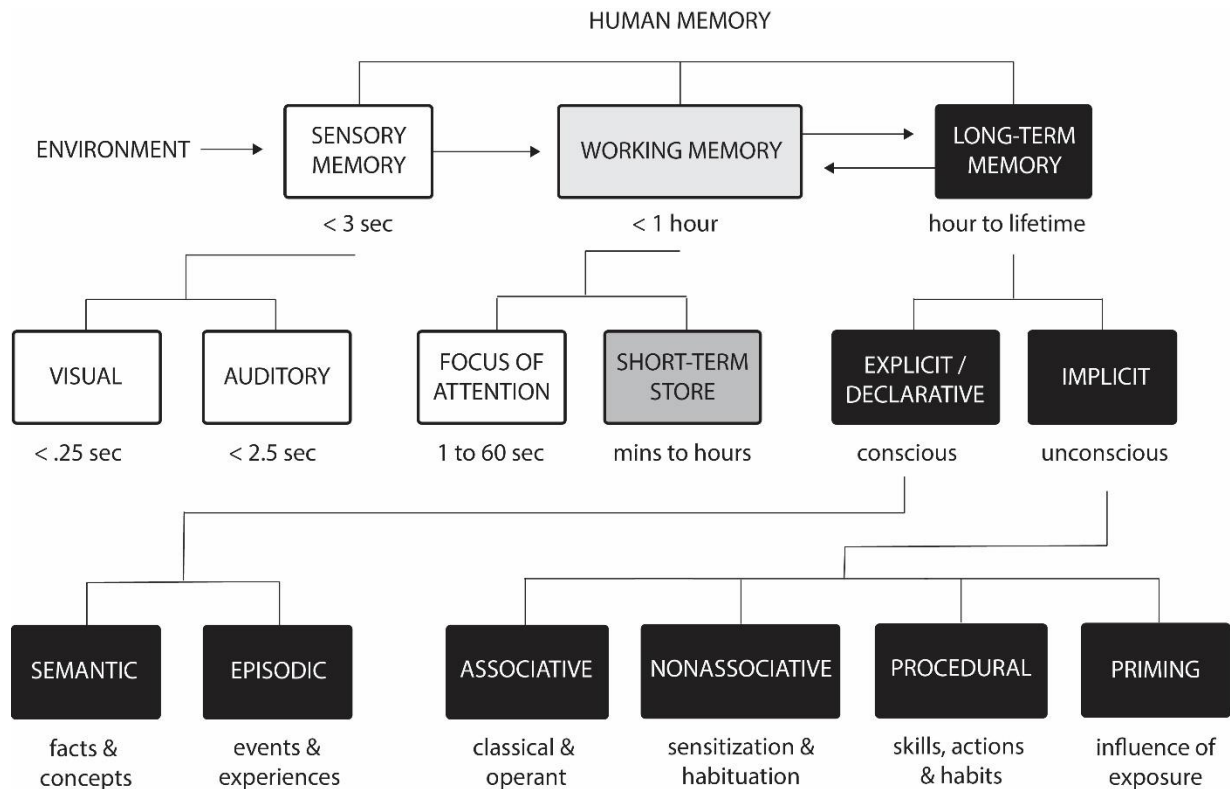 HUMAN MEMORY
ENVIRONMENT
SENSORY
MEMORY
WORKING MEMORY
LONG-TERM
MEMORY
< 3 sec
< 1 hour
hour to lifetime
VISUAL
AUDITORY
FOCUS OF
ATTENTION
SHORT-TERM
STORE
EXPLICIT /
DECLARATIVE
IMPLICIT
< .25 sec
< 2.5 sec
1 to 60 sec
mins to hours
conscious
unconscious
SEMANTIC
EPISODIC
ASSOCIATIVE
NONASSOCIATIVE
PROCEDURAL
PRIMING
facts &
concepts
events &
experiences
classical &
operant
sensitization &
habituation
skills, actions
& habits
influence of
exposure